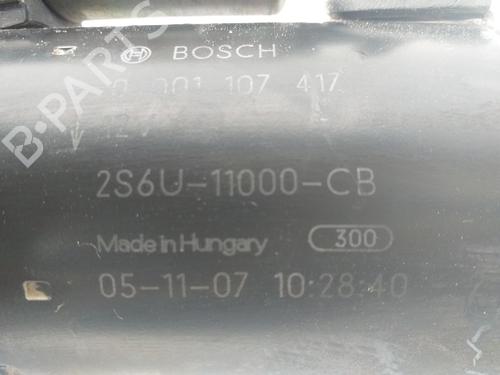 BOSCH
0 001 107 417
12 V
2S6U-11000-CB
Made in Hungary 300
05-11-07 10:28:40
B-PARTS